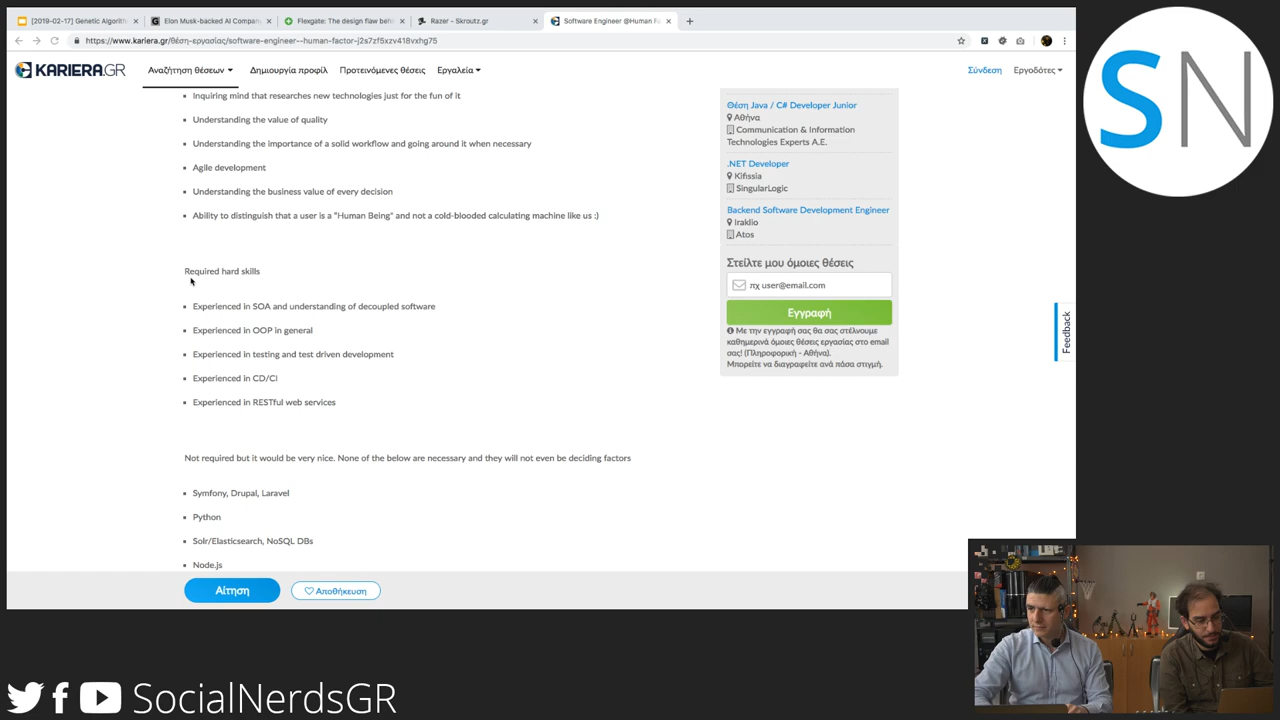 [2019-02-17] Genetic Algorith
Elon Musk-backed AI Company
Flexgate: The design flaw beh
Razer - Skroutz.gr
Software Engineer @Human Fa
https://www.kariera.gr/θέση-εργασίας/software-engineer--human-factor-j2s7zf5xzv418vxhg75
KARIERA.GR
Αναζήτηση θέσεων
Δημιουργία προφίλ
Προτεινόμενες θέσεις
Εργαλεία
Σύνδεση
Εργοδότες
Inquiring mind that researches new technologies just for the fun of it
Understanding the value of quality
Understanding the importance of a solid workflow and going around it when necessary
Agile development
Understanding the business value of every decision
Ability to distinguish that a user is a "Human Being" and not a cold-blooded calculating machine like us :)
Required hard skills
Experienced in SOA and understanding of decoupled software
Experienced in OOP in general
Experienced in testing and test driven development
Experienced in CD/CI
Experienced in RESTful web services
Not required but it would be very nice. None of the below are necessary and they will not even be deciding factors
Symfony, Drupal, Laravel
Python
Solr/Elasticsearch, NoSQL DBs
Node.js
Αίτηση
Αποθήκευση
Θέση Java / C# Developer Junior
Αθήνα
Communication & Information
Technologies Experts A.E.
.NET Developer
Kifissia
SingularLogic
Backend Software Development Engineer
Iraklio
Atos
Στείλτε μου όμοιες θέσεις
πχ user@email.com
Εγγραφή
Με την εγγραφή σας θα σας στέλνουμε
καθημερινά όμοιες θέσεις εργασίας στο email
σας! (Πληροφορική - Αθήνα).
Μπορείτε να διαγραφείτε ανά πάσα στιγμή.
Feedback
SN
SocialNerdsGR